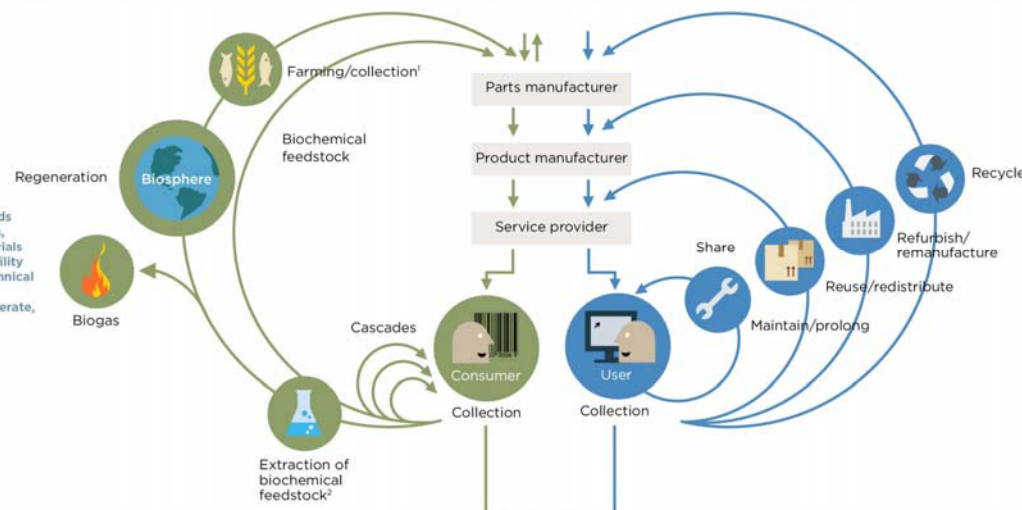 Farming/collection¹
Parts manufacturer
Biochemical
feedstock
Product manufacturer
Regeneration
Biosphere
Recycle
Service provider
Share
Refurbish/
remanufacture
Reuse/redistribute
Biogas
Maintain/prolong
Cascades
Consumer
User
Collection
Collection
Extraction of
biochemical
feedstock²